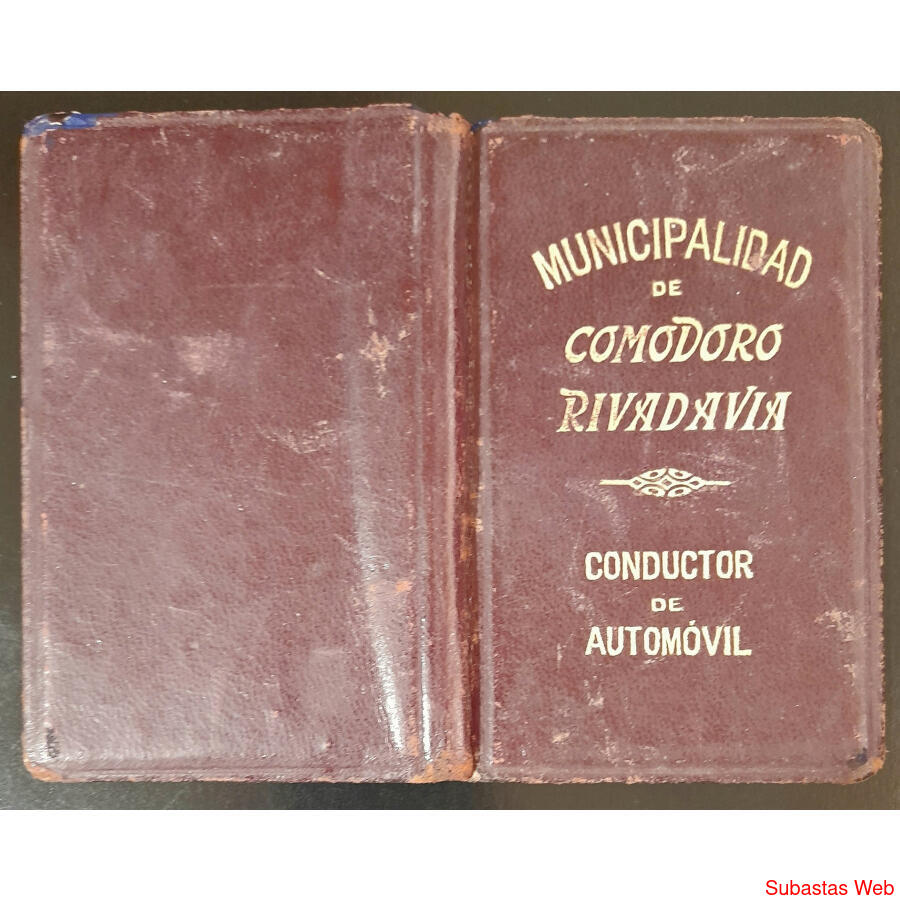 MUNICIPALIDAD
DE
COMODORO
RIVADAVIA
CONDUCTOR
DE
AUTOMÓVIL
Subastas Web